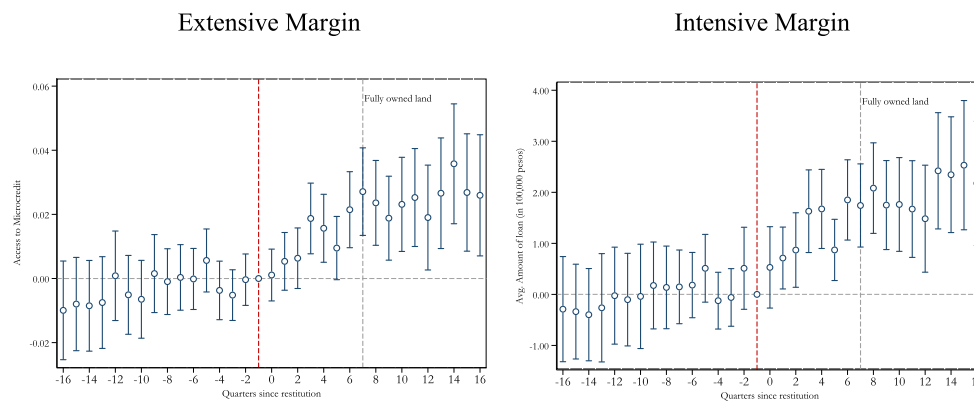 Extensive Margin
Intensive Margin
Access to Microcredit
0.06
0.04
0.02
0.00
-0.02
Fully owned land
-16 -14 -12 -10 -8 -6 -4 -2 0 2 4 6 8 10 12 14 16
Quarters since restitution
Avg. Amount of loan (in 100,000 pesos)
4.00
3.00
2.00
1.00
0.00
-1.00
Fully owned land
-16 -14 -12 -10 -8 -6 -4 -2 0 2 4 6 8 10 12 14
Quarters since restitution